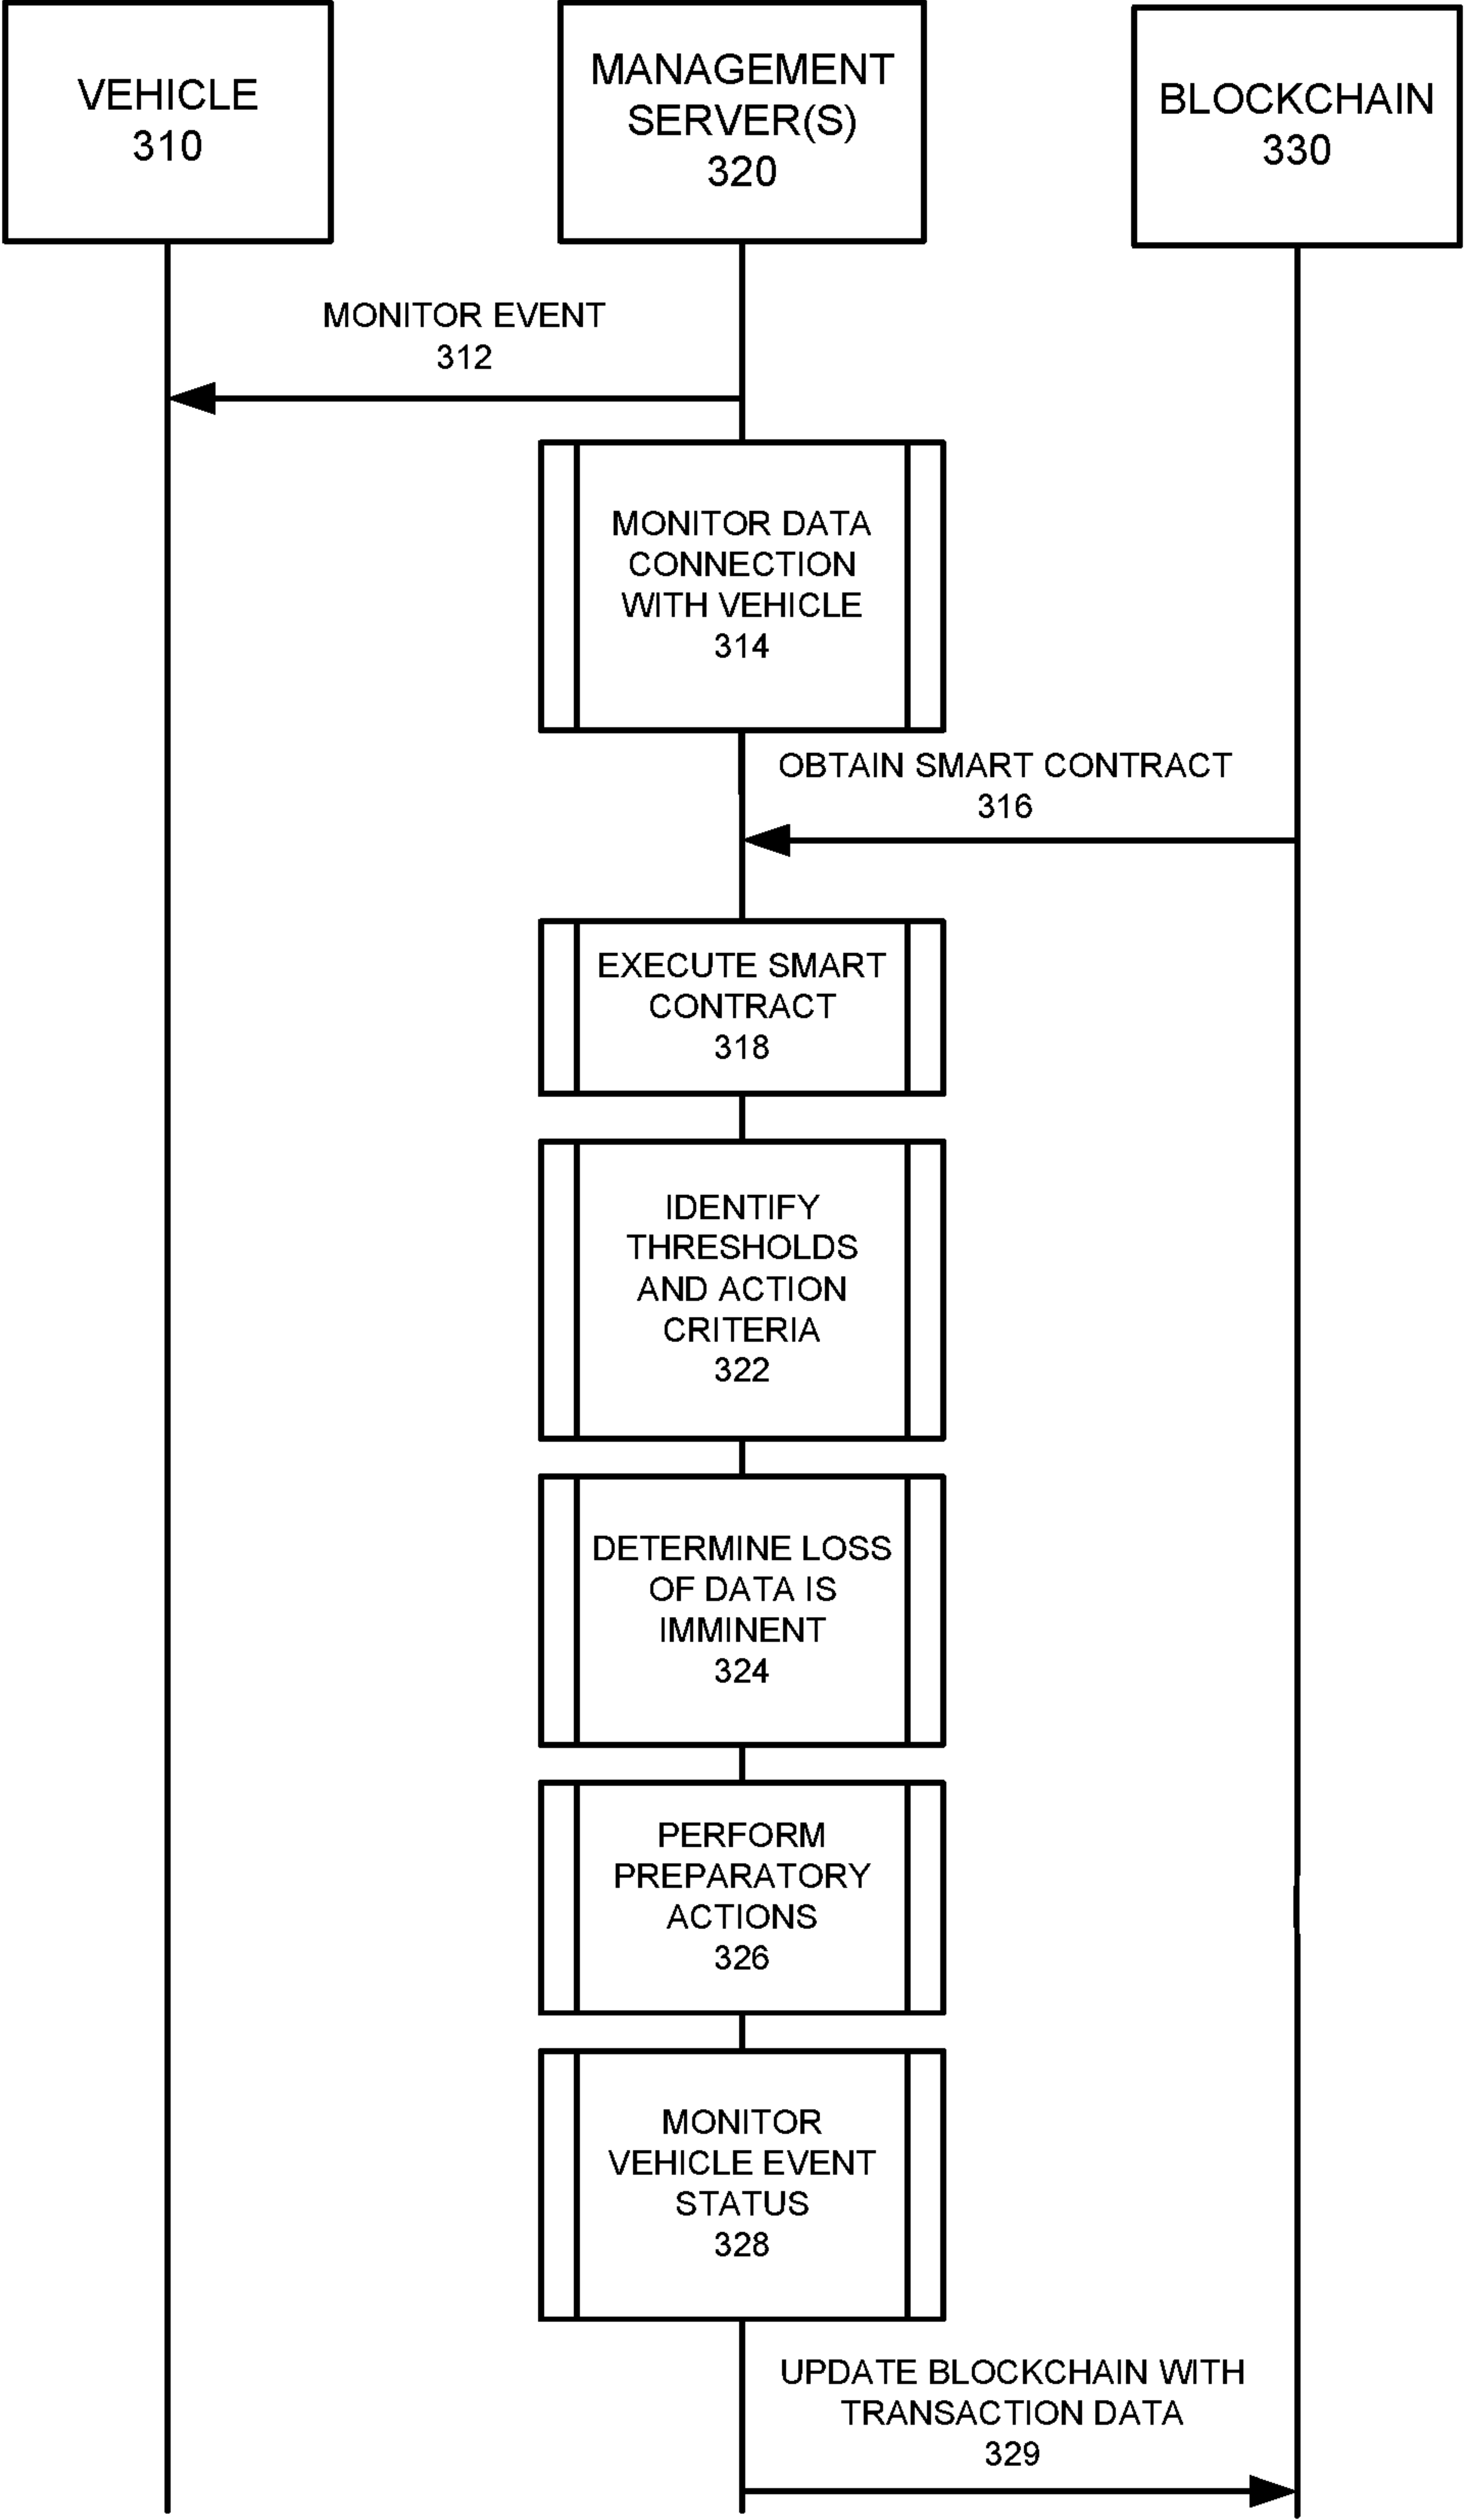 VEHICLE
310
MANAGEMENT
SERVER(S)
320
BLOCKCHAIN
330
MONITOR EVENT
312
MONITOR DATA
CONNECTION
WITH VEHICLE
314
OBTAIN SMART CONTRACT
316
EXECUTE SMART
CONTRACT
318
IDENTIFY
THRESHOLDS
AND ACTION
CRITERIA
322
DETERMINE LOSS
OF DATA IS
IMMINENT
324
PERFORM
PREPARATORY
ACTIONS
326
MONITOR
VEHICLE EVENT
STATUS
328
UPDATE BLOCKCHAIN WITH
TRANSACTION DATA
329